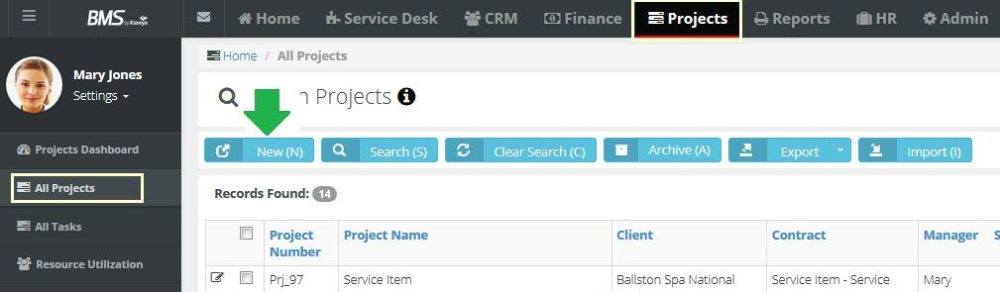 BMS by Kaseya
Home Service Desk CRM Finance Projects Reports HR Admin
Mary Jones
Settings
Projects Dashboard
All Projects
All Tasks
Resource Utilization
Home / All Projects
Projects
New (N) Search (S) Clear Search (C) Archive (A) Export Import (I)
Records Found: 14
Project Number Project Name Client Contract Manager S
Prj_97 Service Item Ballston Spa National Service Item - Service Mary